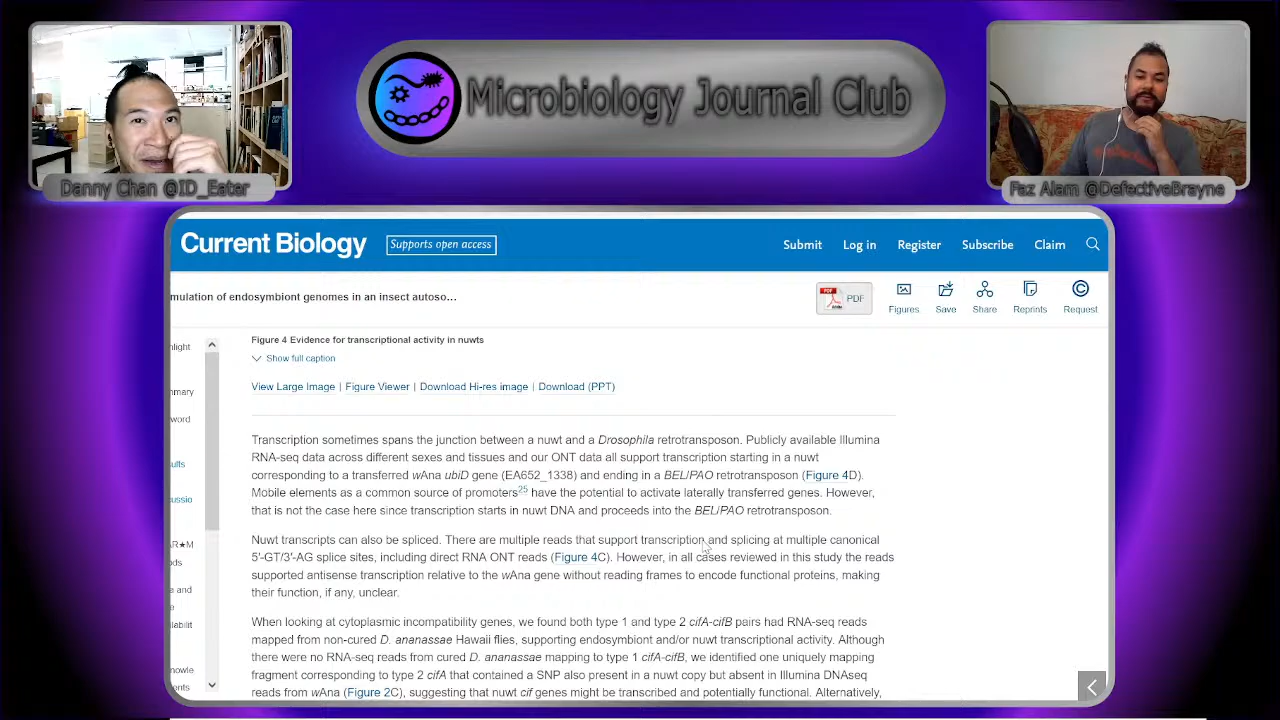 Microbiology Journal Club
Danny Chan @ID_Eater
Faz Alam @DefectiveBrayne
Current Biology
Supports open access
Submit
Log in
Register
Subscribe
Claim
mulation of endosymbiont genomes in an insect autoso…
PDF
PDF
Figures
Save
Share
Reprints
Request
hlight
mmary
word
ults
cussio
AR★M
ods
a and
e
ilabilit
nowle
onts
Figure 4 Evidence for transcriptional activity in nuwts
Show full caption
View Large Image | Figure Viewer | Download Hi-res image | Download (PPT)
Transcription sometimes spans the junction between a nuwt and a Drosophila retrotransposon. Publicly available Illumina
RNA-seq data across different sexes and tissues and our ONT data all support transcription starting in a nuwt
corresponding to a transferred wAna ubiD gene (EA652_1338) and ending in a BEL/PAO retrotransposon (Figure 4D).
Mobile elements as a common source of promoters25 have the potential to activate laterally transferred genes. However,
that is not the case here since transcription starts in nuwt DNA and proceeds into the BEL/PAO retrotransposon.
Nuwt transcripts can also be spliced. There are multiple reads that support transcription and splicing at multiple canonical
5′-GT/3′-AG splice sites, including direct RNA ONT reads (Figure 4C). However, in all cases reviewed in this study the reads
supported antisense transcription relative to the wAna gene without reading frames to encode functional proteins, making
their function, if any, unclear.
When looking at cytoplasmic incompatibility genes, we found both type 1 and type 2 cifA-cifB pairs had RNA-seq reads
mapped from non-cured D. ananassae Hawaii flies, supporting endosymbiont and/or nuwt transcriptional activity. Although
there were no RNA-seq reads from cured D. ananassae mapping to type 1 cifA-cifB, we identified one uniquely mapping
fragment corresponding to type 2 cifA that contained a SNP also present in a nuwt copy but absent in Illumina DNAseq
reads from wAna (Figure 2C), suggesting that nuwt cif genes might be transcribed and potentially functional. Alternatively,